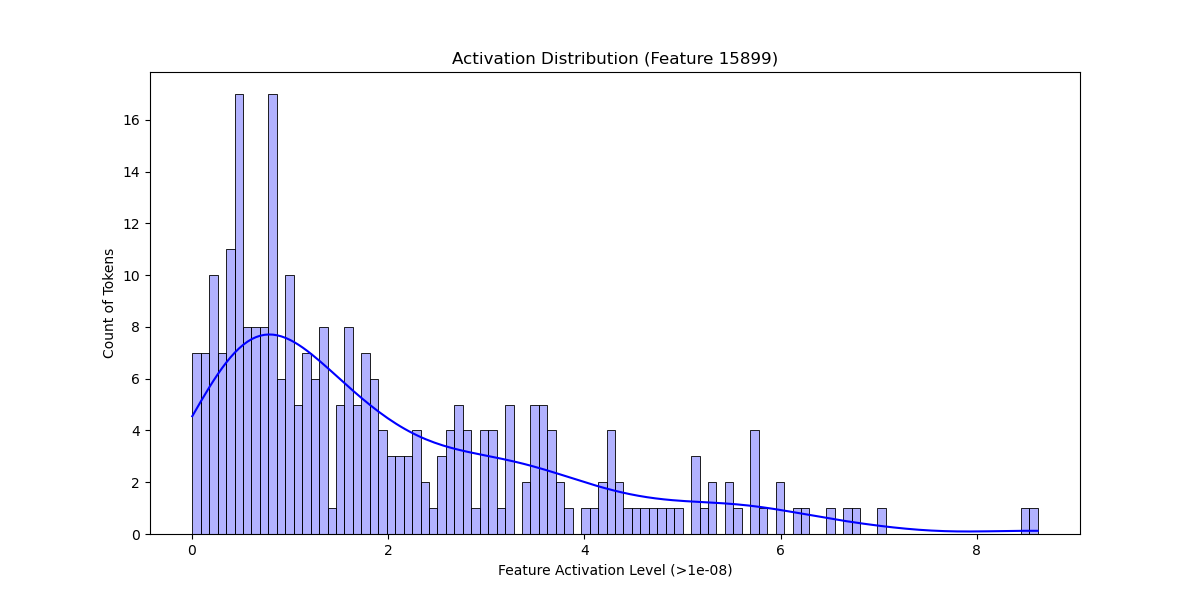 Activation Distribution (Feature 15899)
Count of Tokens
16
14
12
10
8
6
4
2
0
0 2 4 6 8
Feature Activation Level (>1e-08)